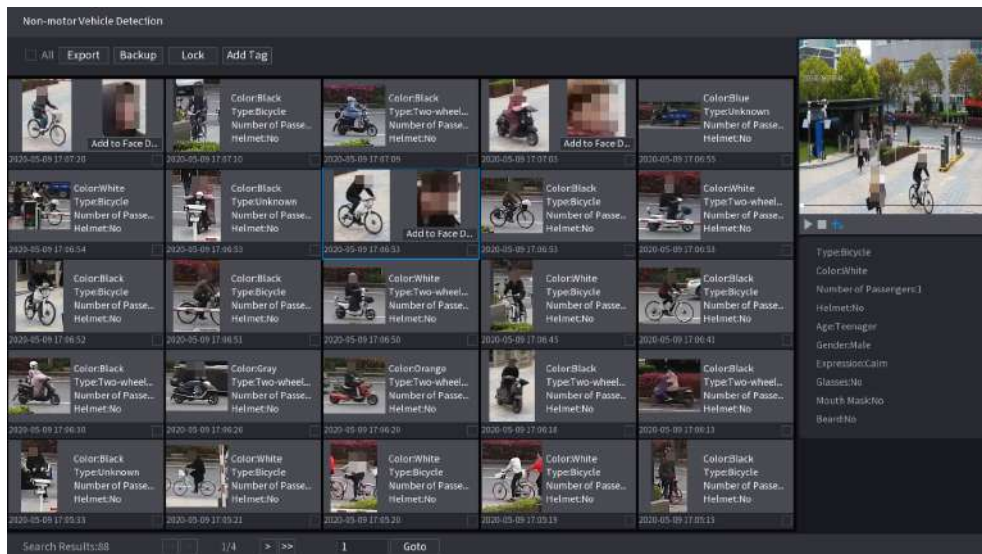 Non-motor Vehicle Detection
All Export Backup Lock Add Tag
Add to Face D...
2020-05-09 17:07:20
Color:Black
Type:Bicycle
Number of Passe...
Helmet:No
2020-05-09 17:07:10
Color:Black
Type:Two-wheel...
Number of Passe...
Helmet:No
2020-05-09 17:07:09
Add to Face D...
2020-05-09 17:07:03
Color:Blue
Type:Unknown
Number of Passe...
Helmet:No
2020-05-09 17:06:55
Color:White
Type:Bicycle
Number of Passe...
Helmet:No
2020-05-09 17:06:54
Color:Black
Type:Unknown
Number of Passe...
Helmet:No
2020-05-09 17:06:53
Add to Face D...
2020-05-09 17:06:53
Color:Black
Type:Bicycle
Number of Passe...
Helmet:No
2020-05-09 17:06:53
Color:White
Type:Two-wheel...
Number of Passe...
Helmet:No
2020-05-09 17:06:53
Color:Black
Type:Bicycle
Number of Passe...
Helmet:No
2020-05-09 17:06:52
Color:Black
Type:Bicycle
Number of Passe...
Helmet:No
2020-05-09 17:06:51
Color:White
Type:Two-wheel...
Number of Passe...
Helmet:No
2020-05-09 17:06:50
Color:White
Type:Bicycle
Number of Passe...
Helmet:No
2020-05-09 17:06:45
Color:Black
Type:Bicycle
Number of Passe...
Helmet:No
2020-05-09 17:06:41
Color:Black
Type:Two-wheel...
Number of Passe...
Helmet:No
2020-05-09 17:06:30
Color:Gray
Type:Two-wheel...
Number of Passe...
Helmet:No
2020-05-09 17:06:26
Color:Orange
Type:Two-wheel...
Number of Passe...
Helmet:No
2020-05-09 17:06:20
Color:Black
Type:Two-wheel...
Number of Passe...
Helmet:No
2020-05-09 17:06:18
Color:Black
Type:Two-wheel...
Number of Passe...
Helmet:No
2020-05-09 17:06:13
Color:Black
Type:Unknown
Number of Passe...
Helmet:No
2020-05-09 17:05:33
Color:White
Type:Bicycle
Number of Passe...
Helmet:No
2020-05-09 17:05:21
Color:White
Type:Bicycle
Number of Passe...
Helmet:No
2020-05-09 17:05:20
Color:White
Type:Bicycle
Number of Passe...
Helmet:No
2020-05-09 17:05:19
Color:Black
Type:Bicycle
Number of Passe...
Helmet:No
2020-05-09 17:05:13
Type:Bicycle
Color:White
Number of Passengers:1
Helmet:No
Age:Teenager
Gender:Male
Expression:Calm
Glasses:No
Mouth Mask:No
Beard:No
Search Results:88 1/4 > >> 1 Goto